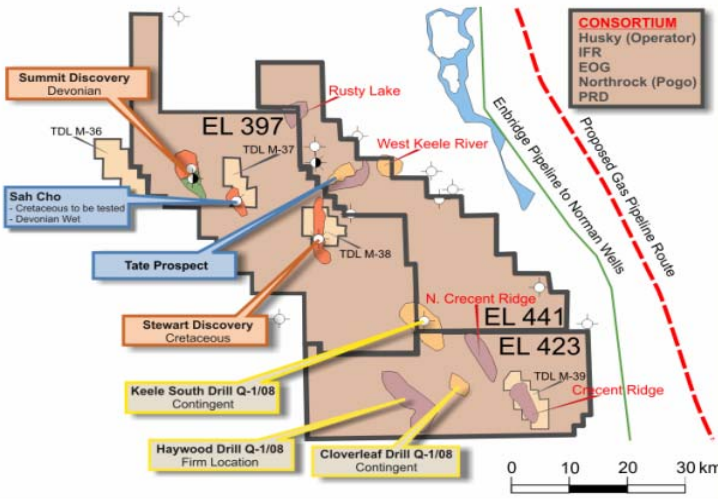 CONSORTIUM
Husky (Operator)
IFR
EOG
Northrock (Pogo)
PRD
Summit Discovery
Devonian
TDL M-36
EL 397
Rusty Lake
TDL M-37
West Keele River
Enbridge Pipeline to Norman Wells
Proposed Gas Pipeline Route
Sah Cho
- Cretaceous to be tested
- Devonian Wet
Tate Prospect
TDL M-38
Stewart Discovery
Cretaceous
N. Crecent Ridge
EL 441
EL 423
Keele South Drill Q-1/08
Contingent
TDL M-39
Crecent Ridge
Haywood Drill Q-1/08
Firm Location
Cloverleaf Drill Q-1/08
Contingent
0 10 20 30 km